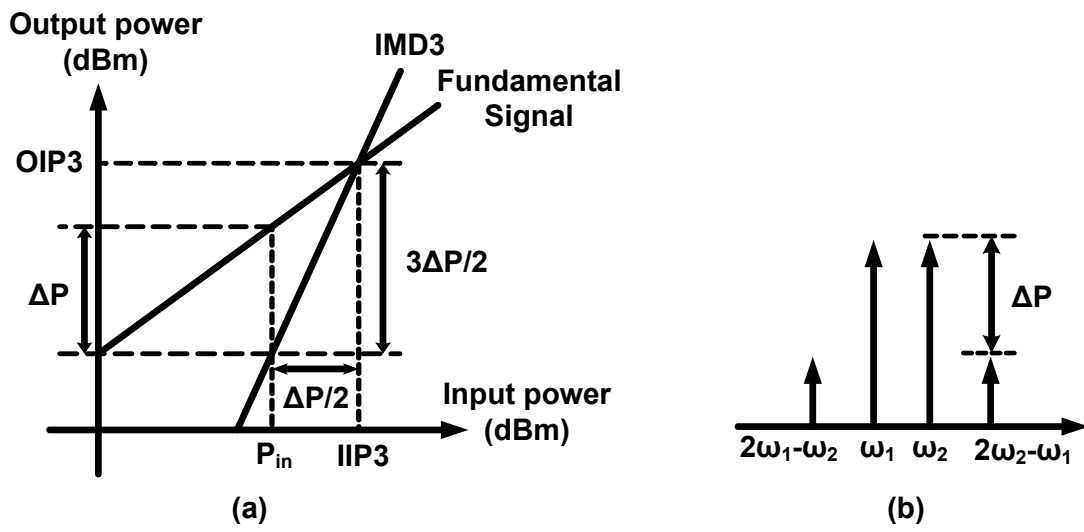 Output power
(dBm)
IMD3
Fundamental
Signal
OIP3
3ΔP/2
ΔP
ΔP/2
Input power
(dBm)
Pin
IIP3
(a)
ΔP
2ω1-ω2
ω1
ω2
2ω2-ω1
(b)